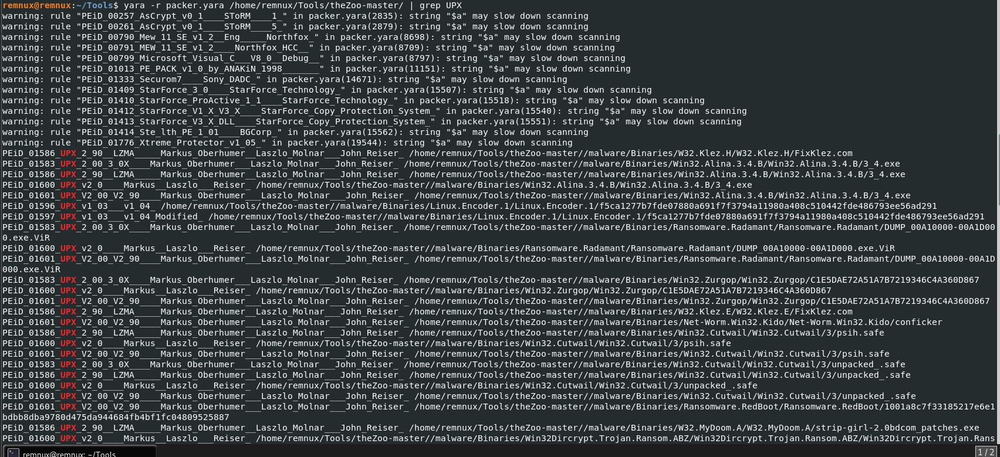 remnux@remnux:~/Tools$ yara -r packer.yara /home/remnux/Tools/theZoo-master/ | grep UPX
warning: rule "PEiD_00257_AsCrypt_v0_1____SToRM____1_" in packer.yara(2835): string "$a" may slow down scanning
warning: rule "PEiD_00261_AsCrypt_v0_1____SToRM____5_" in packer.yara(2879): string "$a" may slow down scanning
warning: rule "PEiD_00790_Mew_11_SE_v1_2__Eng_____Northfox_" in packer.yara(8698): string "$a" may slow down scanning
warning: rule "PEiD_00791_MEW_11_SE_v1_2____Northfox_HCC__" in packer.yara(8709): string "$a" may slow down scanning
warning: rule "PEiD_00799_Microsoft_Visual_C___V8_0__Debug__" in packer.yara(8797): string "$a" may slow down scanning
warning: rule "PEiD_01013_PE_PACK_v1_0_by_ANAKiN_1998_______" in packer.yara(11151): string "$a" may slow down scanning
warning: rule "PEiD_01333_Securom7____Sony_DADC_" in packer.yara(14671): string "$a" may slow down scanning
warning: rule "PEiD_01409_StarForce_3_0____StarForce_Technology_" in packer.yara(15507): string "$a" may slow down scanning
warning: rule "PEiD_01410_StarForce_ProActive_1_1____StarForce_Technology_" in packer.yara(15518): string "$a" may slow down scanning
warning: rule "PEiD_01412_StarForce_V1_X_V3_X____StarForce_Copy_Protection_System_" in packer.yara(15540): string "$a" may slow down scanning
warning: rule "PEiD_01413_StarForce_V3_X_DLL____StarForce_Copy_Protection_System_" in packer.yara(15551): string "$a" may slow down scanning
warning: rule "PEiD_01414_Ste_lth_PE_1_01____BGCorp_" in packer.yara(15562): string "$a" may slow down scanning
warning: rule "PEiD_01776_Xtreme_Protector_v1_05_" in packer.yara(19544): string "$a" may slow down scanning
PEiD_01586_UPX_2_90__LZMA_____Markus_Oberhumer__Laszlo_Molnar___John_Reiser_ /home/remnux/Tools/theZoo-master//malware/Binaries/W32.Klez.H/W32.Klez.H/FixKlez.com
PEiD_01583_UPX_2_00_3_0X____Markus_Oberhumer___Laszlo_Molnar___John_Reiser_ /home/remnux/Tools/theZoo-master//malware/Binaries/Win32.Alina.3.4.B/Win32.Alina.3.4.B/3_4.exe
PEiD_01586_UPX_2_90__LZMA_____Markus_Oberhumer__Laszlo_Molnar___John_Reiser_ /home/remnux/Tools/theZoo-master//malware/Binaries/Win32.Alina.3.4.B/Win32.Alina.3.4.B/3_4.exe
PEiD_01600_UPX_v2_0____Markus__Laszlo___Reiser_ /home/remnux/Tools/theZoo-master//malware/Binaries/Win32.Alina.3.4.B/Win32.Alina.3.4.B/3_4.exe
PEiD_01601_UPX_V2_00_V2_90____Markus_Oberhumer___Laszlo_Molnar___John_Reiser_ /home/remnux/Tools/theZoo-master//malware/Binaries/Win32.Alina.3.4.B/Win32.Alina.3.4.B/3_4.exe
PEiD_01596_UPX_v1_03___v1_04_ /home/remnux/Tools/theZoo-master//malware/Binaries/Linux.Encoder.1/Linux.Encoder.1/f5ca1277b7fde07880a691f7f3794a11980a408c510442fde486793ee56ad291
PEiD_01597_UPX_v1_03___v1_04_Modified_ /home/remnux/Tools/theZoo-master//malware/Binaries/Linux.Encoder.1/Linux.Encoder.1/f5ca1277b7fde07880a691f7f3794a11980a408c510442fde486793ee56ad291
PEiD_01583_UPX_2_00_3_0X____Markus_Oberhumer___Laszlo_Molnar___John_Reiser_ /home/remnux/Tools/theZoo-master//malware/Binaries/Ransomware.Radamant/Ransomware.Radamant/DUMP_00A10000-00A1D00
0.exe.ViR
PEiD_01600_UPX_v2_0____Markus__Laszlo___Reiser_ /home/remnux/Tools/theZoo-master//malware/Binaries/Ransomware.Radamant/Ransomware.Radamant/DUMP_00A10000-00A1D000.exe.ViR
PEiD_01601_UPX_V2_00_V2_90____Markus_Oberhumer___Laszlo_Molnar___John_Reiser_ /home/remnux/Tools/theZoo-master//malware/Binaries/Ransomware.Radamant/Ransomware.Radamant/DUMP_00A10000-00A1D
000.exe.ViR
PEiD_01583_UPX_2_00_3_0X____Markus_Oberhumer___Laszlo_Molnar___John_Reiser_ /home/remnux/Tools/theZoo-master//malware/Binaries/Win32.Zurgop/Win32.Zurgop/C1E5DAE72A51A7B7219346C4A360D867
PEiD_01600_UPX_v2_0____Markus__Laszlo___Reiser_ /home/remnux/Tools/theZoo-master//malware/Binaries/Win32.Zurgop/Win32.Zurgop/C1E5DAE72A51A7B7219346C4A360D867
PEiD_01601_UPX_V2_00_V2_90____Markus_Oberhumer___Laszlo_Molnar___John_Reiser_ /home/remnux/Tools/theZoo-master//malware/Binaries/Win32.Zurgop/Win32.Zurgop/C1E5DAE72A51A7B7219346C4A360D867
PEiD_01586_UPX_2_90__LZMA_____Markus_Oberhumer__Laszlo_Molnar___John_Reiser_ /home/remnux/Tools/theZoo-master//malware/Binaries/W32.Klez.E/W32.Klez.E/FixKlez.com
PEiD_01601_UPX_V2_00_V2_90____Markus_Oberhumer___Laszlo_Molnar___John_Reiser_ /home/remnux/Tools/theZoo-master//malware/Binaries/Net-Worm.Win32.Kido/Net-Worm.Win32.Kido/conficker
PEiD_01586_UPX_2_90__LZMA_____Markus_Oberhumer__Laszlo_Molnar___John_Reiser_ /home/remnux/Tools/theZoo-master//malware/Binaries/Win32.Cutwail/Win32.Cutwail/3/psih.safe
PEiD_01600_UPX_v2_0____Markus__Laszlo___Reiser_ /home/remnux/Tools/theZoo-master//malware/Binaries/Win32.Cutwail/Win32.Cutwail/3/psih.safe
PEiD_01601_UPX_V2_00_V2_90____Markus_Oberhumer___Laszlo_Molnar___John_Reiser_ /home/remnux/Tools/theZoo-master//malware/Binaries/Win32.Cutwail/Win32.Cutwail/3/psih.safe
PEiD_01583_UPX_2_00_3_0X____Markus_Oberhumer___Laszlo_Molnar___John_Reiser_ /home/remnux/Tools/theZoo-master//malware/Binaries/Win32.Cutwail/Win32.Cutwail/3/unpacked_.safe
PEiD_01586_UPX_2_90__LZMA_____Markus_Oberhumer__Laszlo_Molnar___John_Reiser_ /home/remnux/Tools/theZoo-master//malware/Binaries/Win32.Cutwail/Win32.Cutwail/3/unpacked_.safe
PEiD_01600_UPX_v2_0____Markus__Laszlo___Reiser_ /home/remnux/Tools/theZoo-master//malware/Binaries/Win32.Cutwail/Win32.Cutwail/3/unpacked_.safe
PEiD_01601_UPX_V2_00_V2_90____Markus_Oberhumer___Laszlo_Molnar___John_Reiser_ /home/remnux/Tools/theZoo-master//malware/Binaries/Win32.Cutwail/Win32.Cutwail/3/unpacked_.safe
PEiD_01601_UPX_V2_00_V2_90____Markus_Oberhumer___Laszlo_Molnar___John_Reiser_ /home/remnux/Tools/theZoo-master//malware/Binaries/Ransomware.RedBoot/Ransomware.RedBoot/1001a8c7f33185217e6e1
bdbb8dba9780d475da944684fb4bf1fc04809525887
PEiD_01586_UPX_2_90__LZMA_____Markus_Oberhumer__Laszlo_Molnar___John_Reiser_ /home/remnux/Tools/theZoo-master//malware/Binaries/W32.MyDoom.A/W32.MyDoom.A/strip-girl-2.0bdcom_patches.exe
PEiD_01600_UPX_v2_0____Markus__Laszlo___Reiser_ /home/remnux/Tools/theZoo-master//malware/Binaries/Win32Dircrypt.Trojan.Ransom.ABZ/Win32Dircrypt.Trojan.Ransom.ABZ/Win32Dircrypt.Trojan.Rans
remnux@remnux: ~/Tools
1 / 2